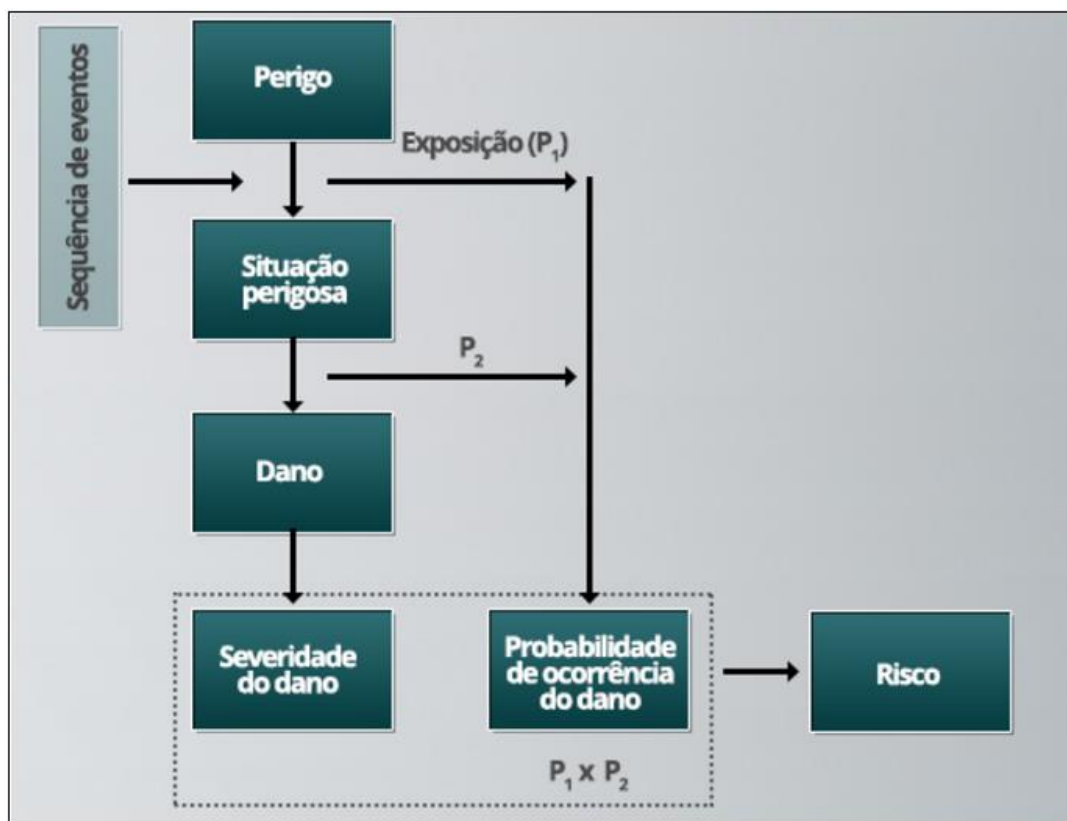 Sequência de eventos
Perigo
Exposição (P₁)
Situação
perigosa
P₂
Dano
Severidade
do dano
Probabilidade
de ocorrência
do dano
Risco
P₁ x P₂